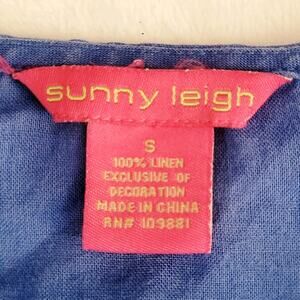 sunny leigh
S
100% LINEN
EXCLUSIVE OF
DECORATION
MADE IN CHINA
RN# 109881